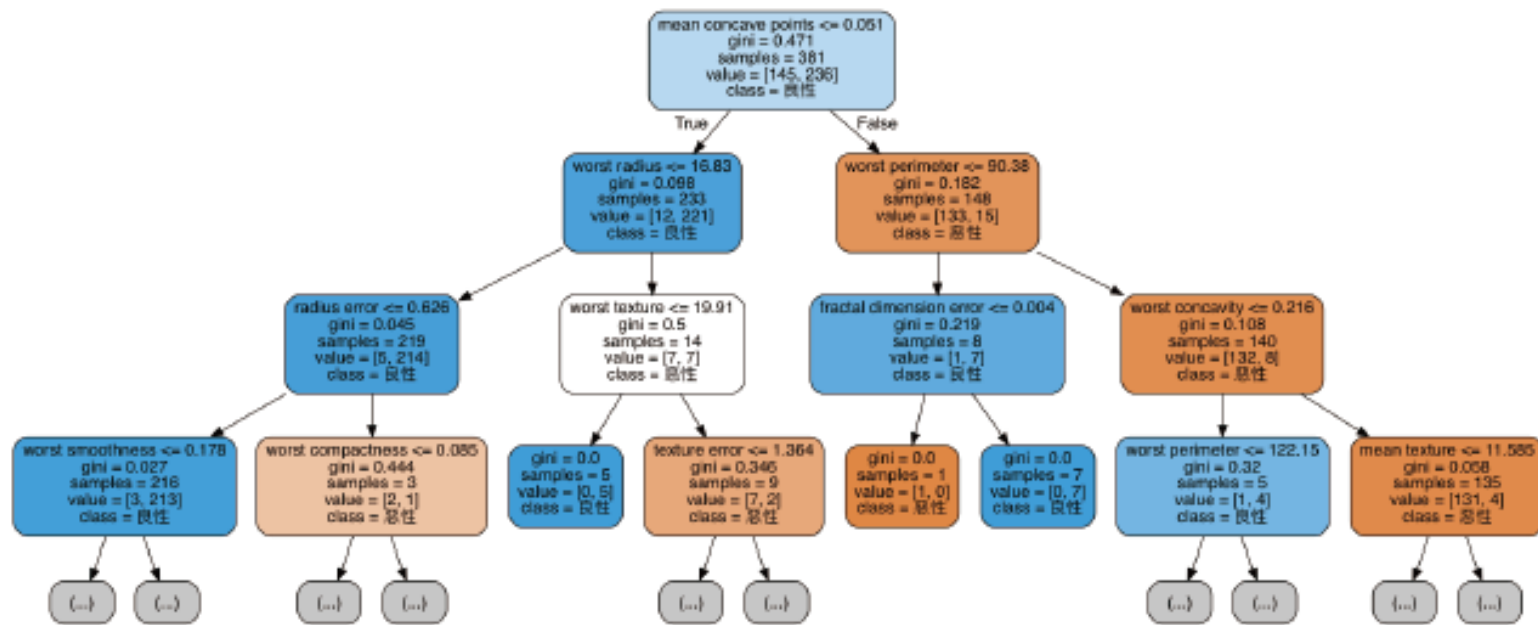 mean concave points <= 0.051
gini = 0.471
samples = 381
value = [145, 236]
class = 良性
True
False
worst radius <= 16.83
gini = 0.098
samples = 233
value = [12, 221]
class = 良性
worst perimeter <= 90.38
gini = 0.182
samples = 148
value = [133, 15]
class = 悪性
radius error <= 0.626
gini = 0.045
samples = 219
value = [5, 214]
class = 良性
worst texture <= 19.91
gini = 0.5
samples = 14
value = [7, 7]
class = 悪性
fractal dimension error <= 0.004
gini = 0.219
samples = 8
value = [1, 7]
class = 良性
worst concavity <= 0.216
gini = 0.108
samples = 140
value = [132, 8]
class = 悪性
worst smoothness <= 0.178
gini = 0.027
samples = 216
value = [3, 213]
class = 良性
worst compactness <= 0.085
gini = 0.444
samples = 3
value = [2, 1]
class = 悪性
gini = 0.0
samples = 5
value = [0, 5]
class = 良性
texture error <= 1.364
gini = 0.346
samples = 9
value = [7, 2]
class = 悪性
gini = 0.0
samples = 1
value = [1, 0]
class = 悪性
gini = 0.0
samples = 7
value = [0, 7]
class = 良性
worst perimeter <= 122.15
gini = 0.32
samples = 5
value = [1, 4]
class = 良性
mean texture <= 11.585
gini = 0.058
samples = 135
value = [131, 4]
class = 悪性
(...)
(...)
(...)
(...)
(...)
(...)
(...)
(...)
(...)
(...)